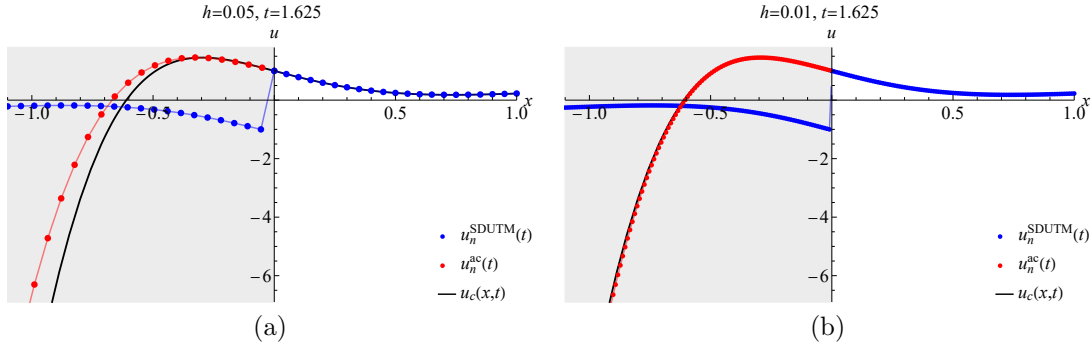 h=0.05, t=1.625
u
x
−1.0
−0.5
0.5
1.0
−2
−4
−6
u_n^SDUTM(t)
u_n^ac(t)
u_c(x,t)
(a)
h=0.01, t=1.625
u
x
−1.0
−0.5
0.5
1.0
−2
−4
−6
u_n^SDUTM(t)
u_n^ac(t)
u_c(x,t)
(b)